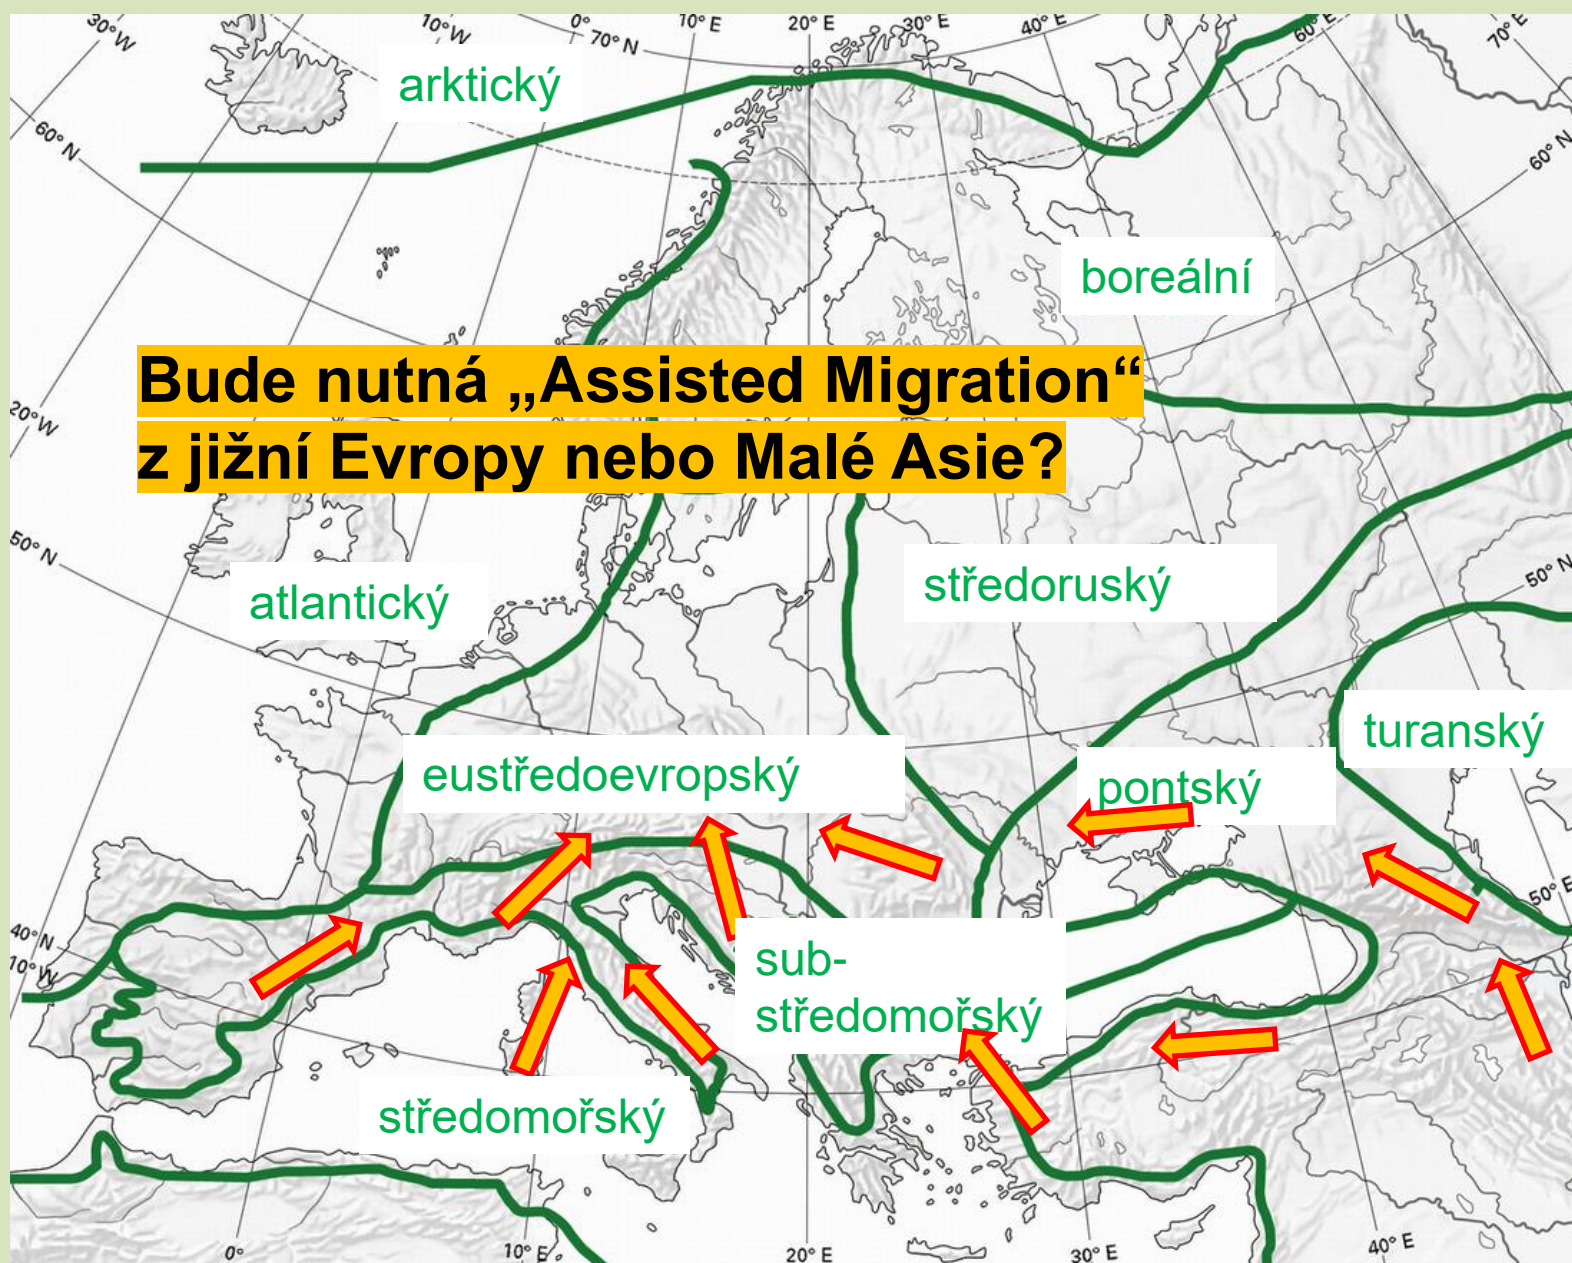 30° W
10° W
0°
10° E
20° E
30° E
40° E
60° E
70° E
70° N
arktický
60° N
60° N
boreální
Bude nutná „Assisted Migration“
z jižní Evropy nebo Malé Asie?
20° W
50° N
50° N
atlantický
středoruský
turanský
eustředoevropský
pontský
50° E
40° N
10° W
sub-
středomořský
středomořský
0°
10° E
20° E
30° E
40° E